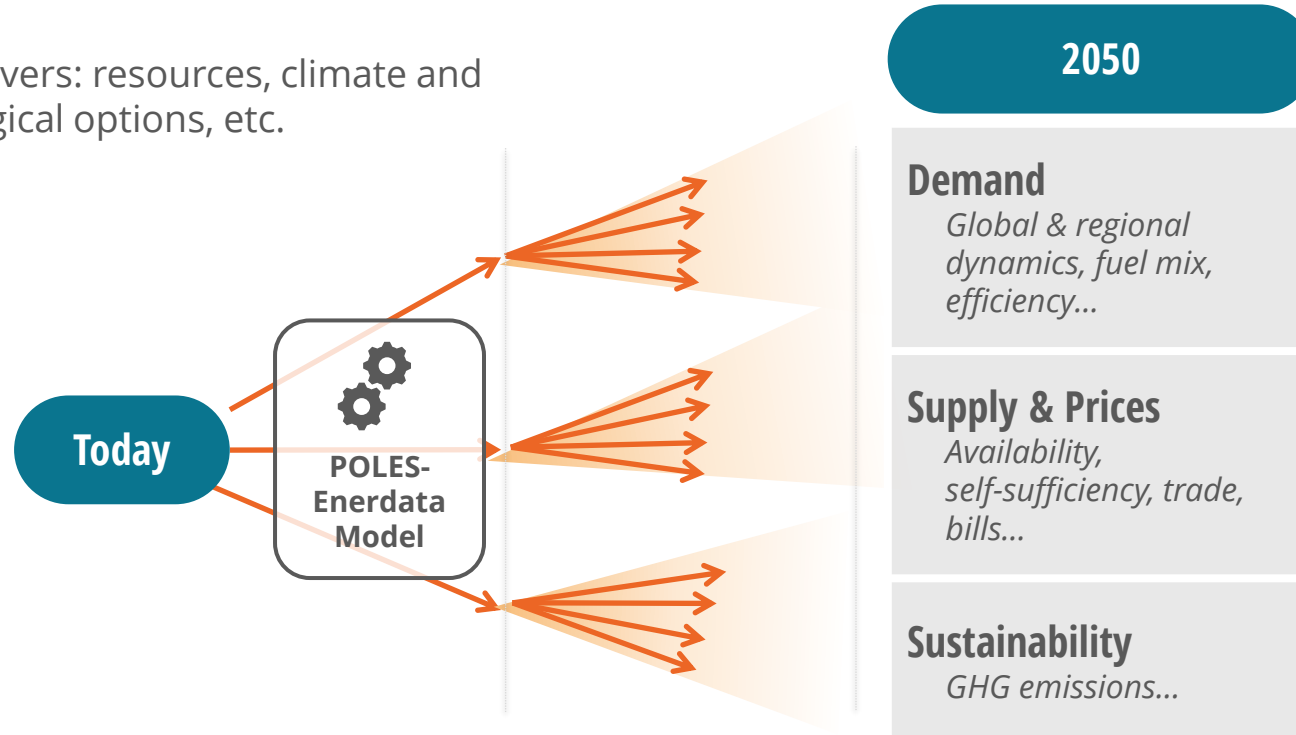 vers: resources, climate and
gical options, etc.
2050
Demand
Global & regional
dynamics, fuel mix,
efficiency...
Today
POLES-
Enerdata
Model
Supply & Prices
Availability,
self-sufficiency, trade,
bills...
Sustainability
GHG emissions...